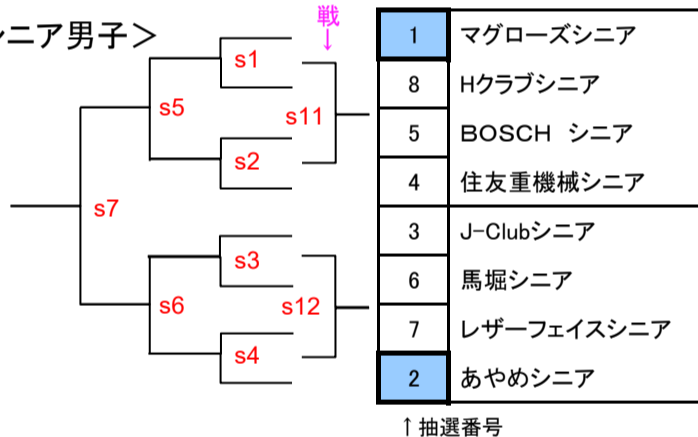 ニア男子＞
戦
↓
s1
s5
s11
s2
s7
s3
s6
s12
s4
1 マグローズシニア
8 Hクラブシニア
5 BOSCH シニア
4 住友重機械シニア
3 J-Clubシニア
6 馬堀シニア
7 レザーフェイスシニア
2 あやめシニア
↑抽選番号